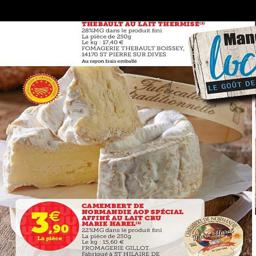 THEBAULT AU LAIT THERMISÉ
28%MG dans le produit fini
La pièce de 250g
Le kg : 17,40 €
FROMAGERIE THEBAULT BOISSEY,
14170 ST PIERRE SUR DIVES
Au rayon frais emballé
Man
loc
LE GOÛT DE
Fabrication
traditionnelle
CAMEMBERT DE
NORMANDIE AOP SPÉCIAL
AFFINÉ AU LAIT CRU
MARIE HAREL
22%MG dans le produit fini
La pièce de 250g
Le kg : 15,60 €
FROMAGERIE GILLOT
Fabriqué à ST HILAIRE DE
3€,90
La pièce